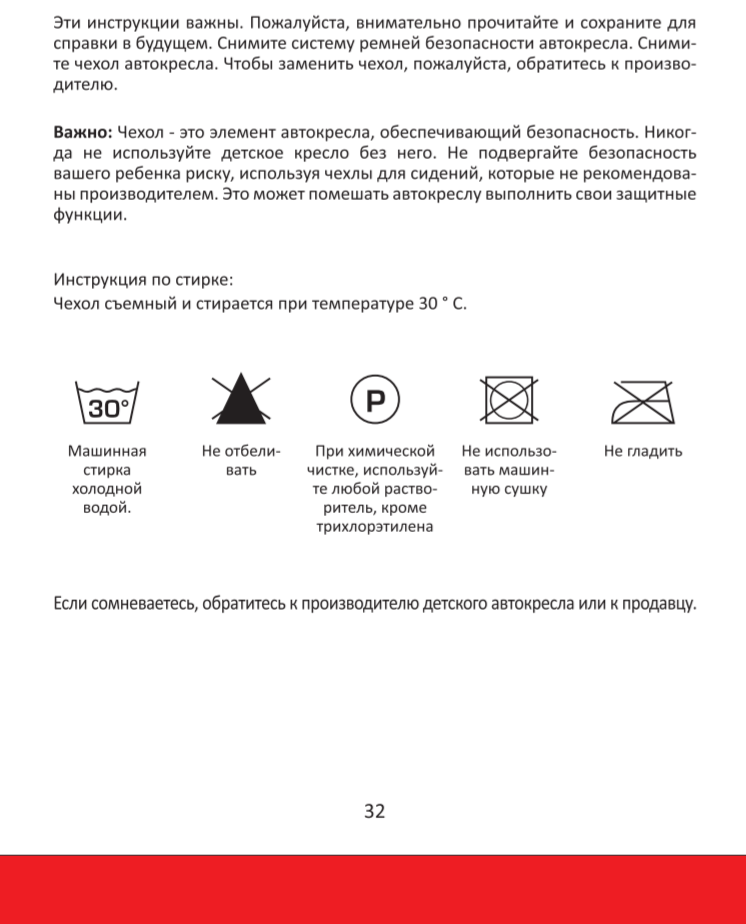 Эти инструкции важны. Пожалуйста, внимательно прочитайте и сохраните для
справки в будущем. Снимите систему ремней безопасности автокресла. Сними-
те чехол автокресла. Чтобы заменить чехол, пожалуйста, обратитесь к произво-
дителю.
Важно: Чехол - это элемент автокресла, обеспечивающий безопасность. Никог-
да не используйте детское кресло без него. Не подвергайте безопасность
вашего ребенка риску, используя чехлы для сидений, которые не рекомендова-
ны производителем. Это может помешать автокреслу выполнить свои защитные
функции.
Инструкция по стирке:
Чехол съемный и стирается при температуре 30 ° С.
30°
P
Машинная
стирка
холодной
водой.
Не отбели-
вать
При химической
чистке, используй-
те любой раство-
ритель, кроме
трихлорэтилена
Не использо-
вать машин-
ную сушку
Не гладить
Если сомневаетесь, обратитесь к производителю детского автокресла или к продавцу.
32